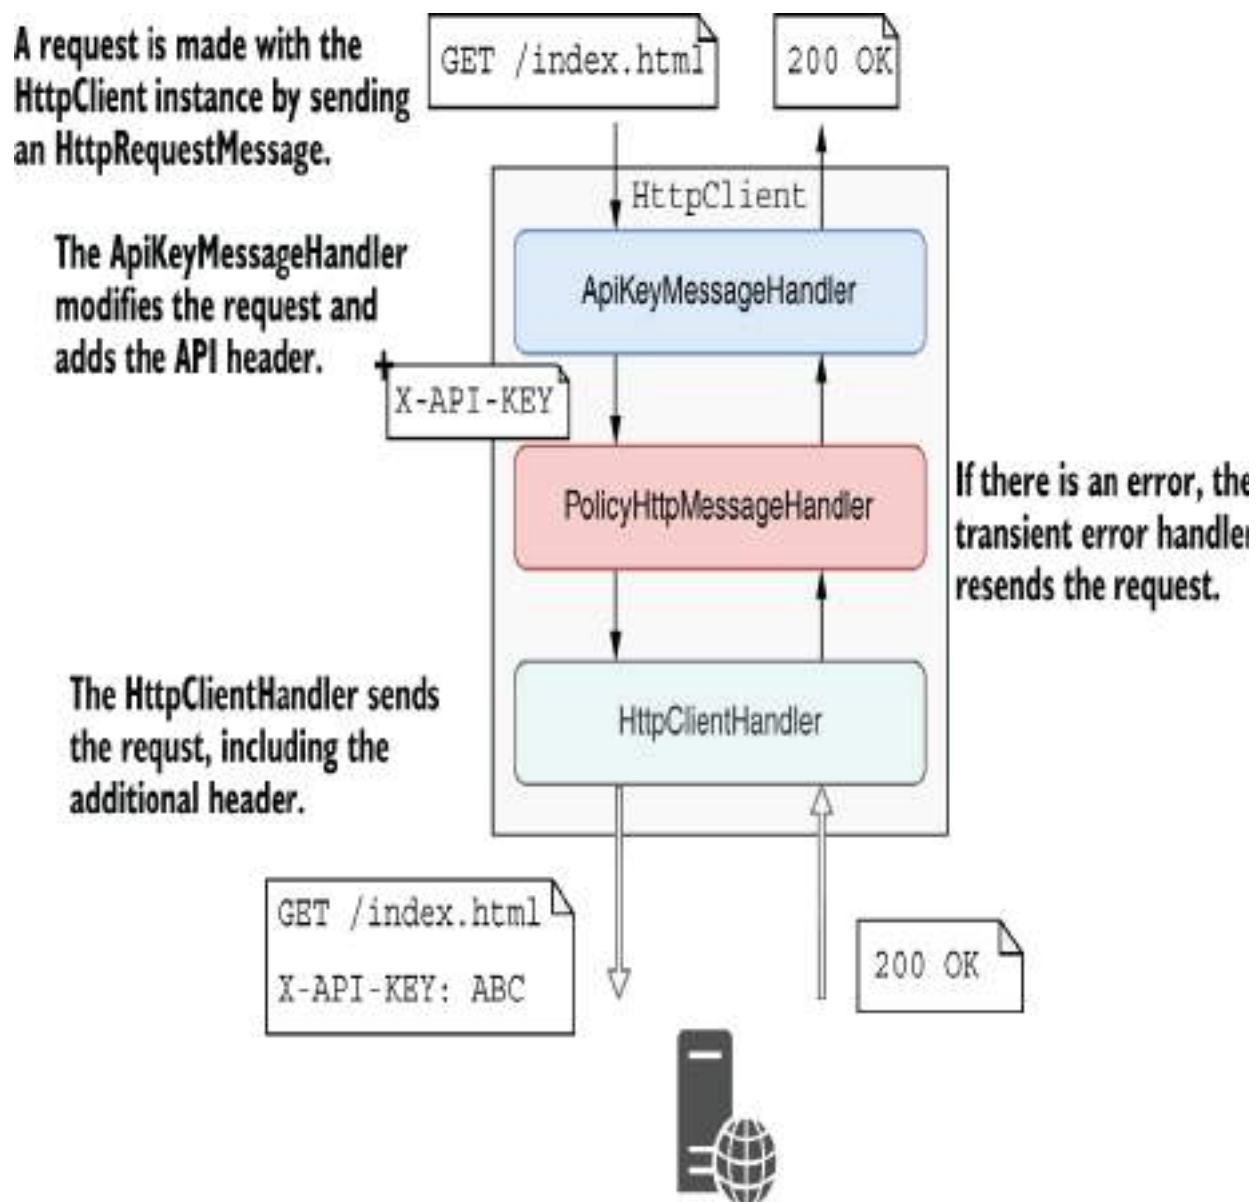 A request is made with the
HttpClient instance by sending
an HttpRequestMessage.
GET /index.html
200 OK
HttpClient
The ApiKeyMessageHandler
modifies the request and
adds the API header.
ApiKeyMessageHandler
+
X-API-KEY
PolicyHttpMessageHandler
If there is an error, the
transient error handler
resends the request.
The HttpClientHandler sends
the requst, including the
additional header.
HttpClientHandler
GET /index.html
X-API-KEY: ABC
200 OK